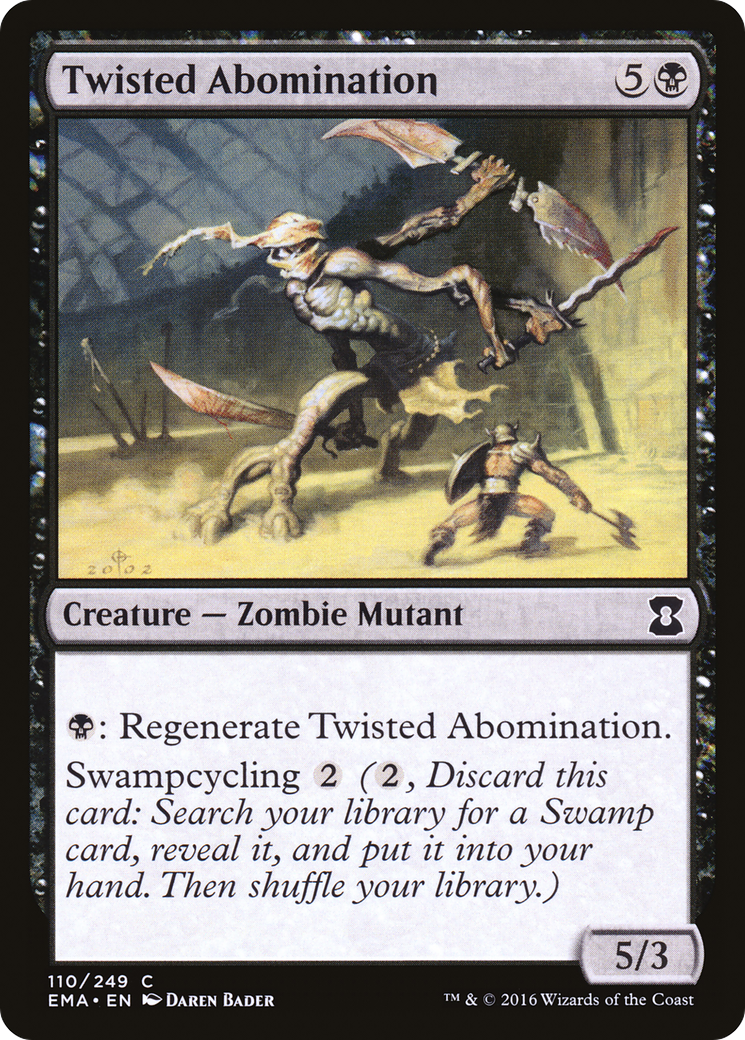 Twisted Abomination 5
2002
Creature — Zombie Mutant
: Regenerate Twisted Abomination.
Swampcycling 2 (2, Discard this
card: Search your library for a Swamp
card, reveal it, and put it into your
hand. Then shuffle your library.)
5/3
110/249 C
EMA • EN DAREN BADER ™ & © 2016 Wizards of the Coast